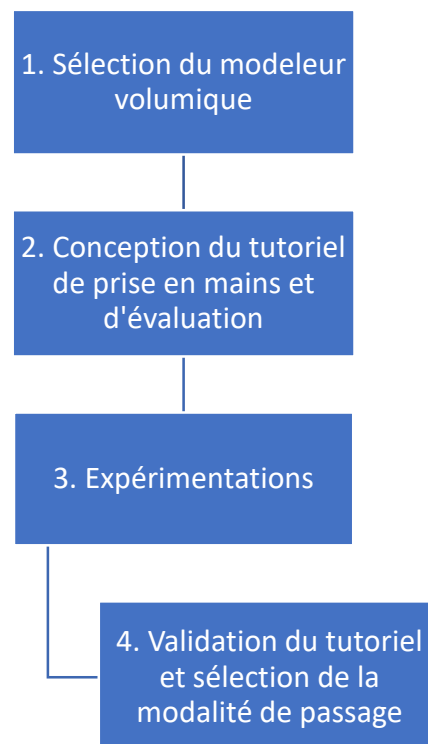 1. Sélection du modeleur
volumique
2. Conception du tutoriel
de prise en mains et
d'évaluation
3. Expérimentations
4. Validation du tutoriel
et sélection de la
modalité de passage